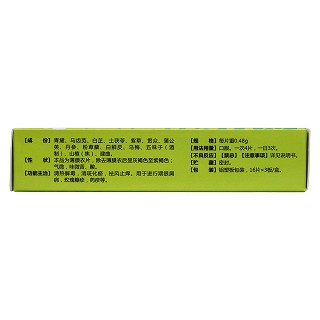 【成 份】 青黛、马齿苋、白芷、土茯苓、紫草、贯众、蒲公
英、丹参、粉萆薢、白鲜皮、乌梅、五味子(酒
制)、山楂(焦)、建曲。
【性 状】 本品为薄膜衣片，除去薄膜衣后显灰褐色至紫褐色；
气微，味微苦、酸。
【功能主治】 清热解毒，消斑化瘀，祛风止痒。用于进行期银屑
病，玫瑰糠疹，药疹等。
【规 格】 每片重0.48g
【用法用量】 口服。一次4片，一日3次。
【不良反应】【禁忌】【注意事项】详见说明书。
【贮 藏】 密封。
【包 装】 铝塑板包装，16片×3板/盒。